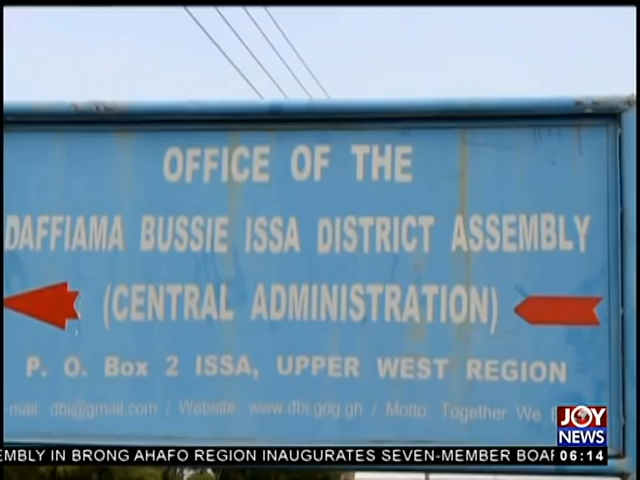 OFFICE OF THE
DAFFIAMA BUSSIE ISSA DISTRICT ASSEMBLY
(CENTRAL ADMINISTRATION)
P. O. Box 2 ISSA, UPPER WEST REGION
mail: dbi@gmail.com / Website: www.dbi.gog.gh / Motto: Together We
JOY
NEWS
EMBLY IN BRONG AHAFO REGION INAUGURATES SEVEN-MEMBER BOAR 06:14